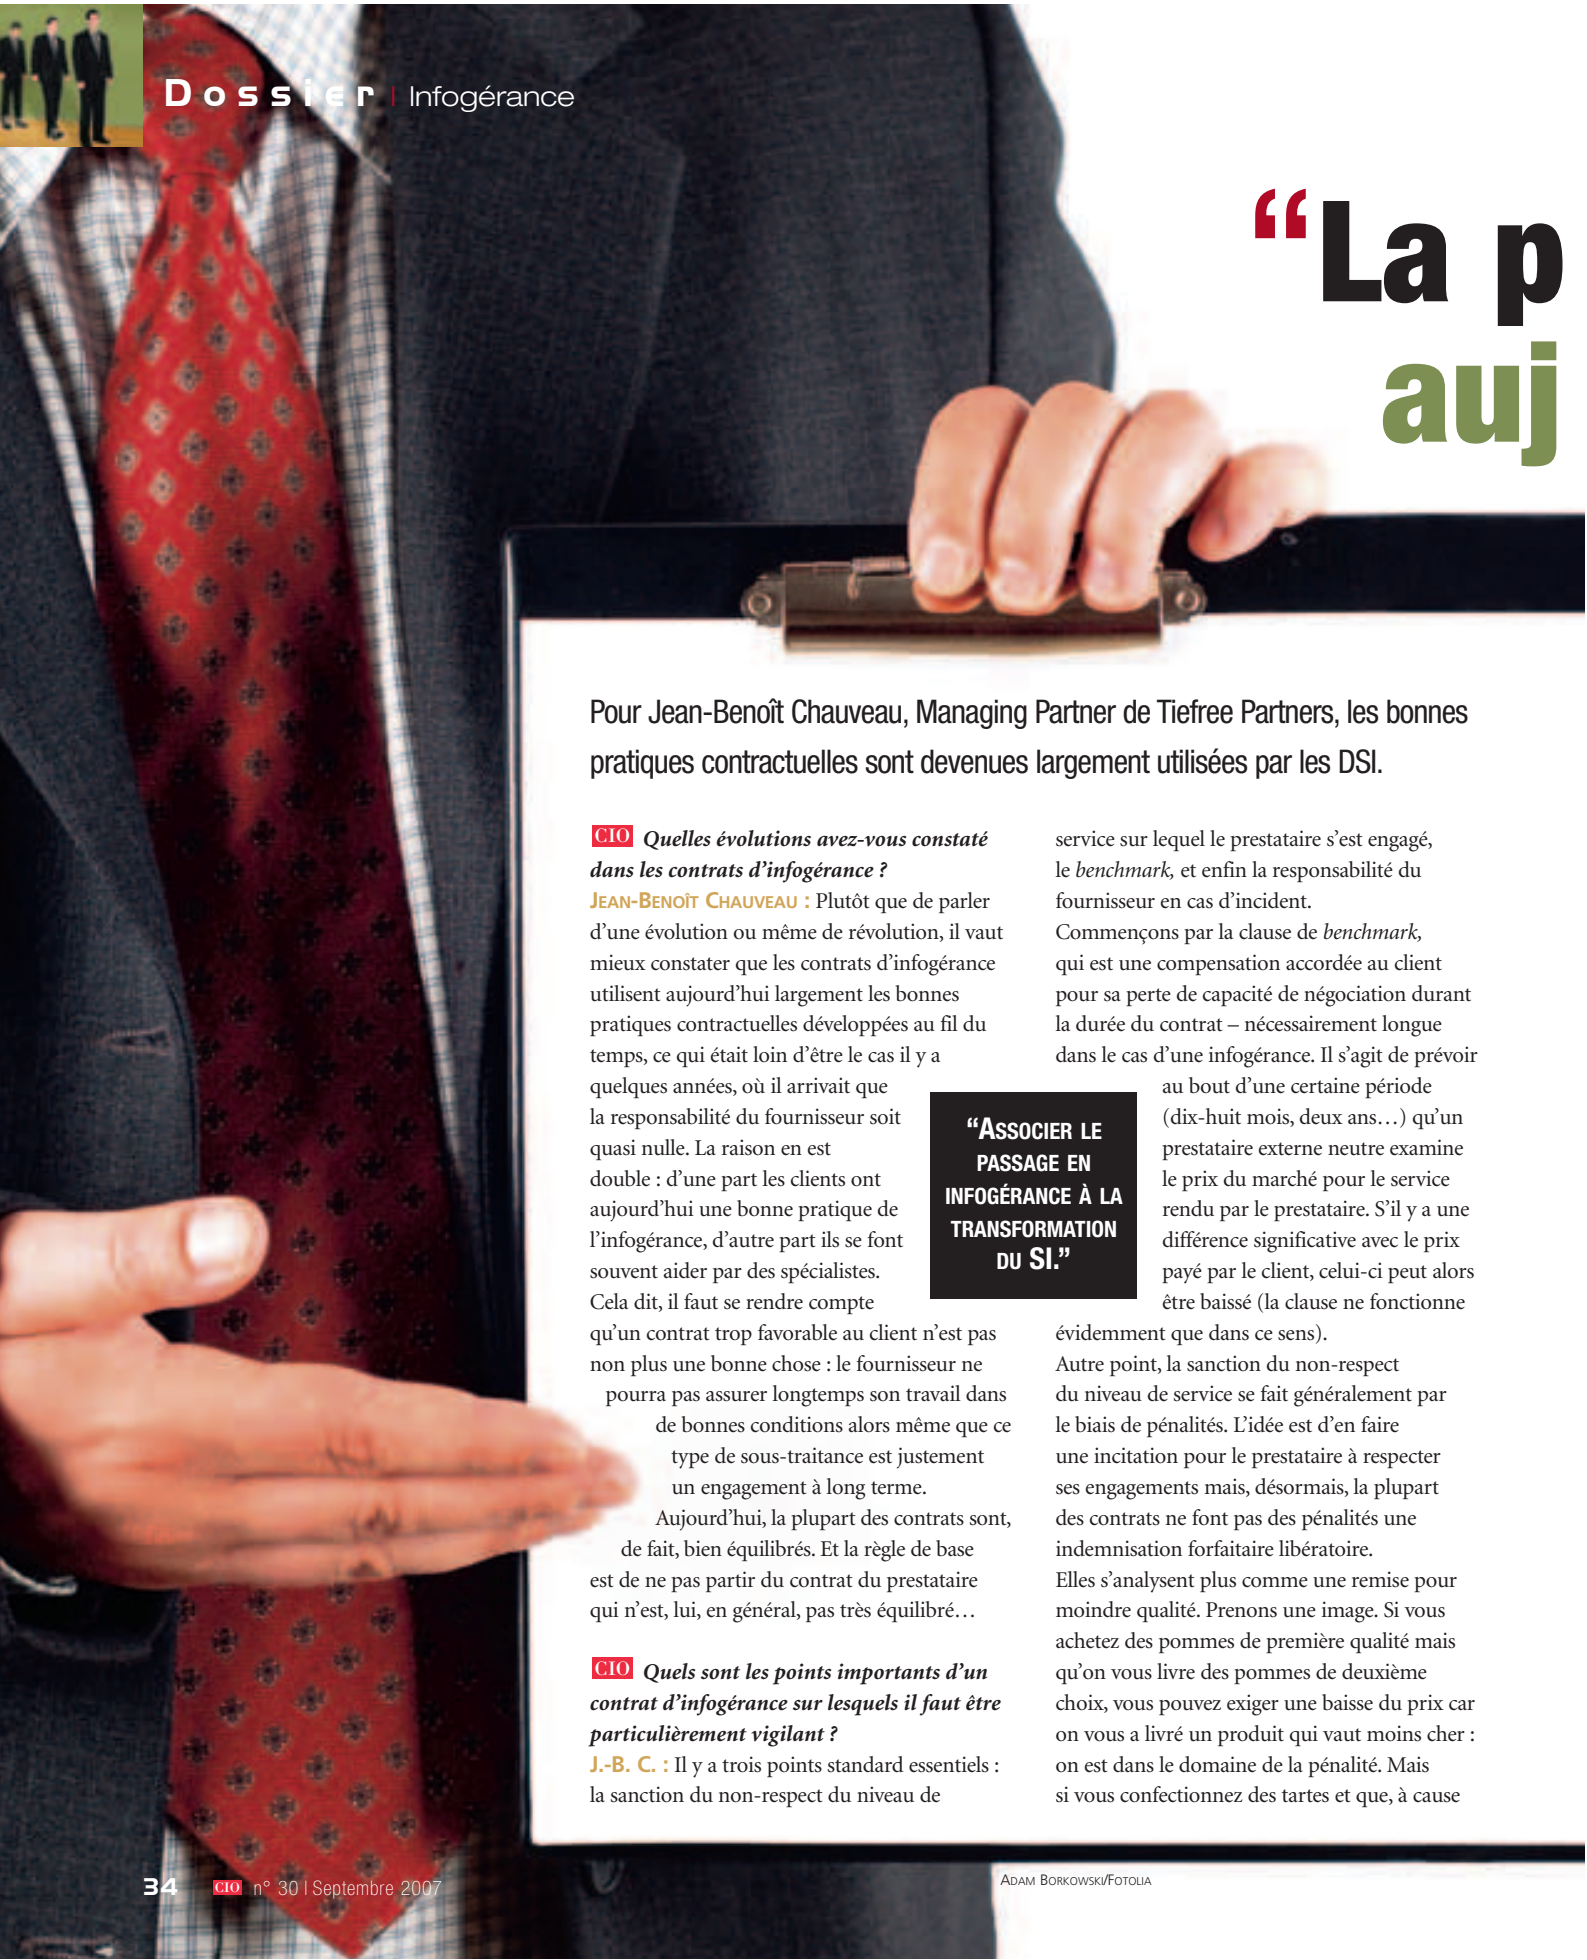 Dossier | Infogérance
“La p
auj
Pour Jean-Benoît Chauveau, Managing Partner de Tiefree Partners, les bonnes
pratiques contractuelles sont devenues largement utilisées par les DSI.
CIO Quelles évolutions avez-vous constaté
dans les contrats d’infogérance ?
JEAN-BENOÎT CHAUVEAU : Plutôt que de parler
d’une évolution ou même de révolution, il vaut
mieux constater que les contrats d’infogérance
utilisent aujourd’hui largement les bonnes
pratiques contractuelles développées au fil du
temps, ce qui était loin d’être le cas il y a
quelques années, où il arrivait que
la responsabilité du fournisseur soit
quasi nulle. La raison en est
double : d’une part les clients ont
aujourd’hui une bonne pratique de
l’infogérance, d’autre part ils se font
souvent aider par des spécialistes.
Cela dit, il faut se rendre compte
qu’un contrat trop favorable au client n’est pas
non plus une bonne chose : le fournisseur ne
pourra pas assurer longtemps son travail dans
de bonnes conditions alors même que ce
type de sous-traitance est justement
un engagement à long terme.
Aujourd’hui, la plupart des contrats sont,
de fait, bien équilibrés. Et la règle de base
est de ne pas partir du contrat du prestataire
qui n’est, lui, en général, pas très équilibré…
CIO Quels sont les points importants d’un
contrat d’infogérance sur lesquels il faut être
particulièrement vigilant ?
J.-B. C. : Il y a trois points standard essentiels :
la sanction du non-respect du niveau de
service sur lequel le prestataire s’est engagé,
le benchmark, et enfin la responsabilité du
fournisseur en cas d’incident.
Commençons par la clause de benchmark,
qui est une compensation accordée au client
pour sa perte de capacité de négociation durant
la durée du contrat – nécessairement longue
dans le cas d’une infogérance. Il s’agit de prévoir
au bout d’une certaine période
(dix-huit mois, deux ans…) qu’un
prestataire externe neutre examine
le prix du marché pour le service
rendu par le prestataire. S’il y a une
différence significative avec le prix
payé par le client, celui-ci peut alors
être baissé (la clause ne fonctionne
évidemment que dans ce sens).
Autre point, la sanction du non-respect
du niveau de service se fait généralement par
le biais de pénalités. L’idée est d’en faire
une incitation pour le prestataire à respecter
ses engagements mais, désormais, la plupart
des contrats ne font pas des pénalités une
indemnisation forfaitaire libératoire.
Elles s’analysent plus comme une remise pour
moindre qualité. Prenons une image. Si vous
achetez des pommes de première qualité mais
qu’on vous livre des pommes de deuxième
choix, vous pouvez exiger une baisse du prix car
on vous a livré un produit qui vaut moins cher :
on est dans le domaine de la pénalité. Mais
si vous confectionnez des tartes et que, à cause
“ASSOCIER LE
PASSAGE EN
INFOGÉRANCE À LA
TRANSFORMATION
DU SI.”
34 CIO n° 30 | Septembre 2007
ADAM BORKOWSKI/FOTOLIA